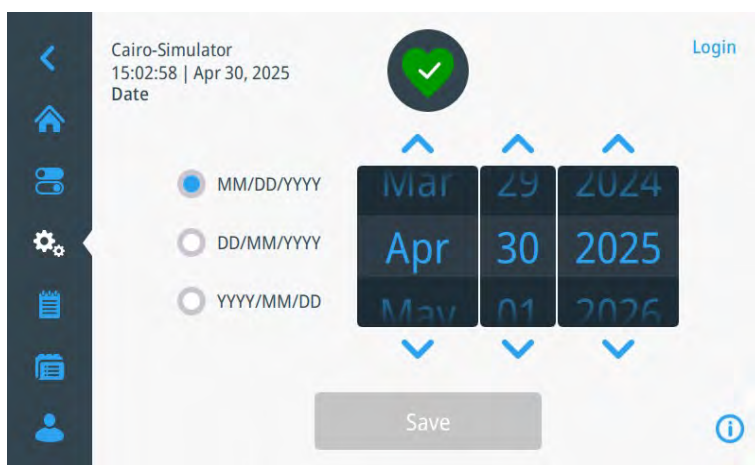 Cairo-Simulator
Login
15:02:58 | Apr 30, 2025
Date
MM/DD/YYYY
DD/MM/YYYY
YYYY/MM/DD
Mar 29 2024
Apr 30 2025
May 01 2026
Save